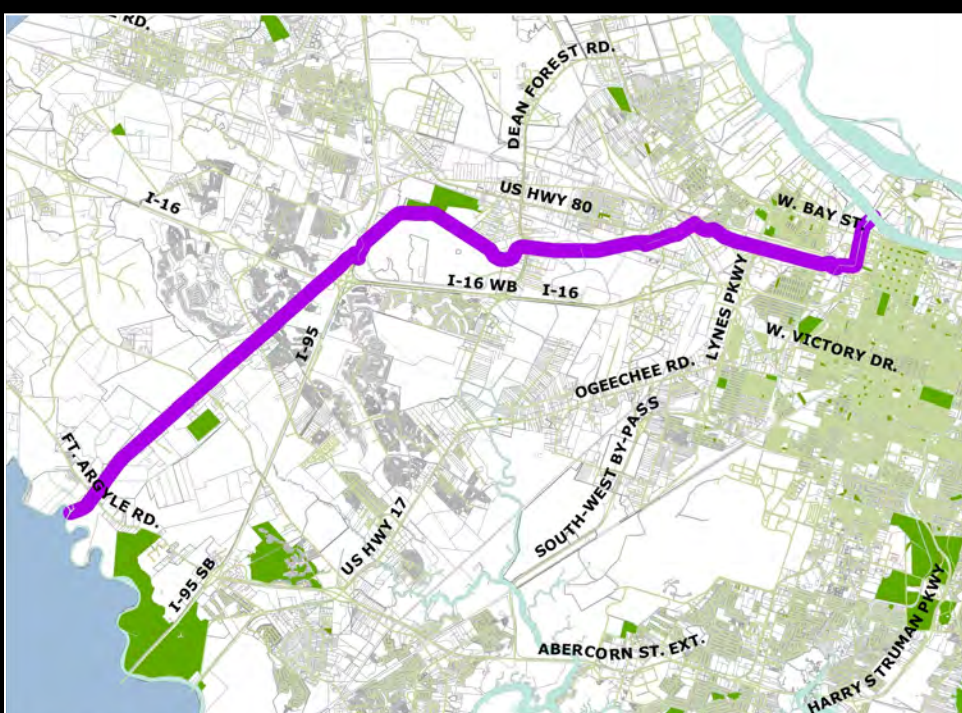 RD.
DEAN FOREST RD.
I-16
US HWY 80
W. BAY ST.
I-16 WB
I-16
LYNES PKWY
I-95
W. VICTORY DR.
OGEECHEE RD.
FT. ARGYLE RD.
SOUTH-WEST BY-PASS
US HWY 17
I-95 SB
ABERCORN ST. EXT.
HARRY STRUMAN PKWY